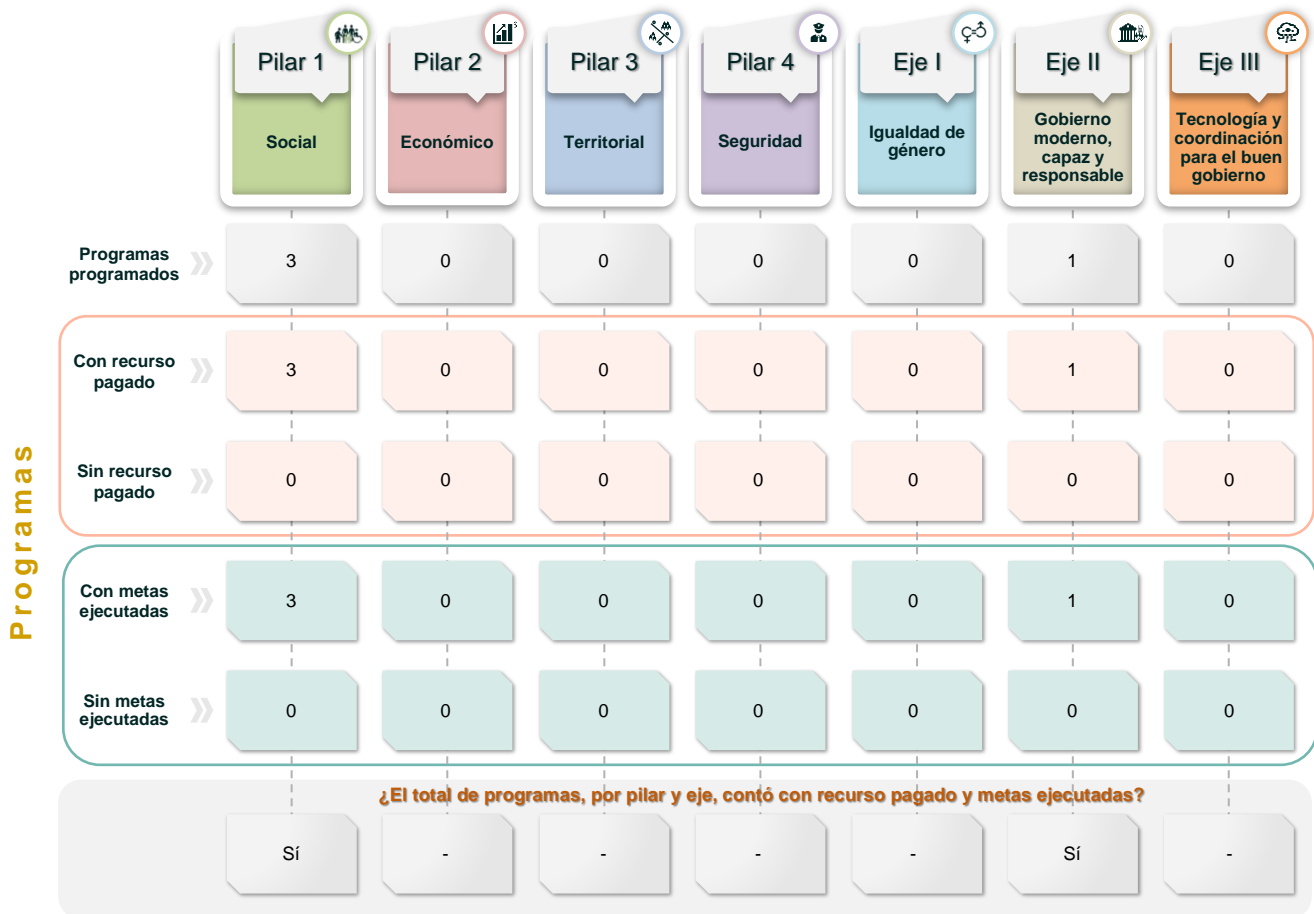 Pilar 1
Pilar 2
Pilar 3
Pilar 4
Eje I
Eje II
Eje III
Social
Económico
Territorial
Seguridad
Igualdad de
género
Gobierno
moderno,
capaz y
responsable
Tecnología y
coordinación
para el buen
gobierno
Programas
Programas
programados
3 0 0 0 0 1 0
Con recurso
pagado
3 0 0 0 0 1 0
Sin recurso
pagado
0 0 0 0 0 0 0
Con metas
ejecutadas
3 0 0 0 0 1 0
Sin metas
ejecutadas
0 0 0 0 0 0 0
¿El total de programas, por pilar y eje, contó con recurso pagado y metas ejecutadas?
Sí - - - - Sí -